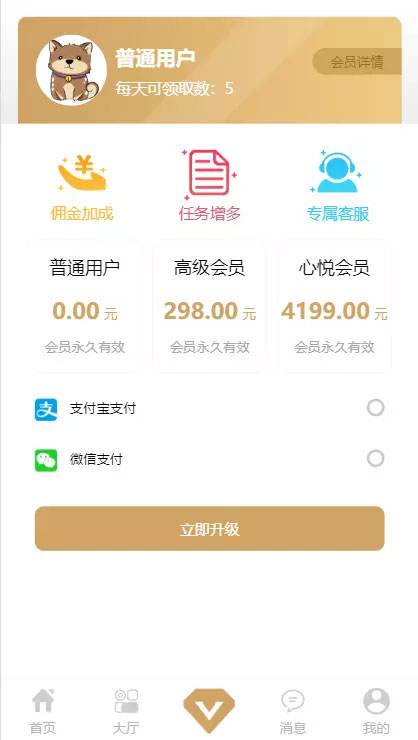 普通用户
每天可领取数：5
会员详情
佣金加成
任务增多
专属客服
普通用户
高级会员
心悦会员
0.00 元
298.00 元
4199.00 元
会员永久有效
会员永久有效
会员永久有效
支付宝支付
微信支付
立即升级
首页
大厅
消息
我的